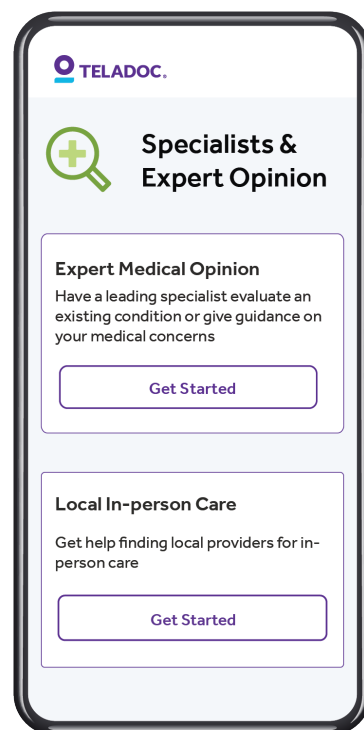 TELADOC.
Specialists &
Expert Opinion
Expert Medical Opinion
Have a leading specialist evaluate an
existing condition or give guidance on
your medical concerns
Get Started
Local In-person Care
Get help finding local providers for in-
person care
Get Started